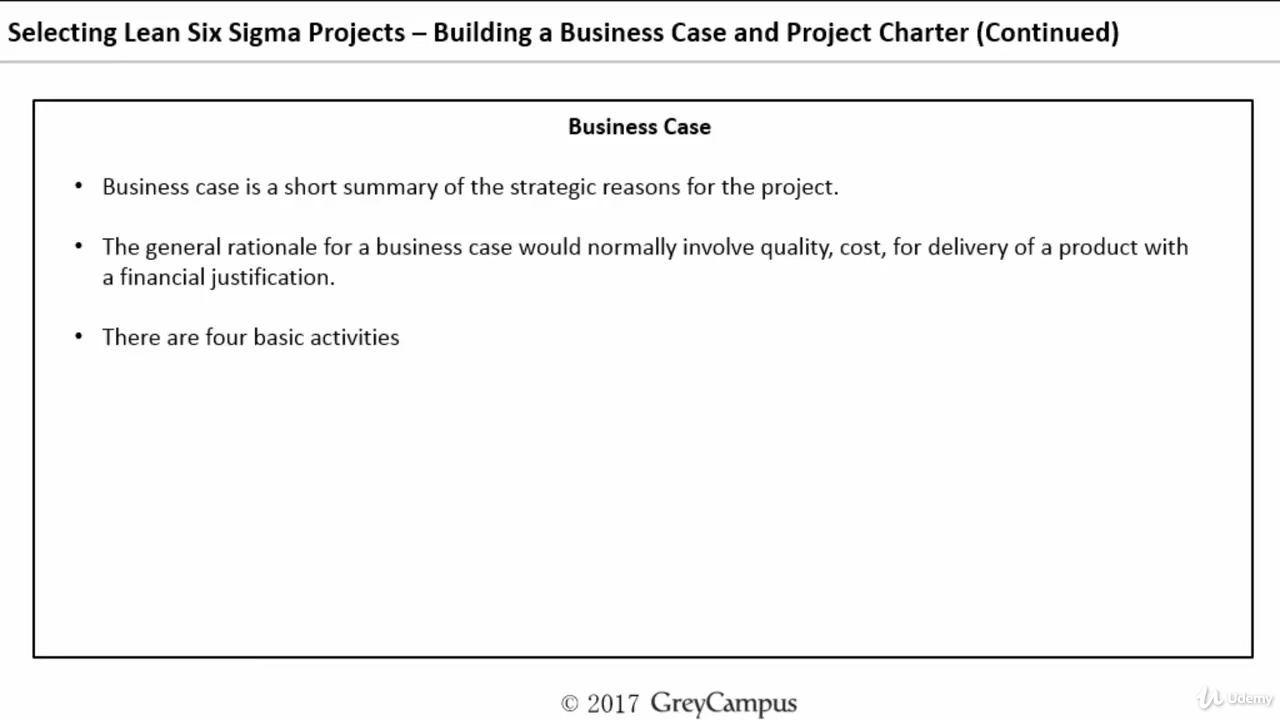 Selecting Lean Six Sigma Projects – Building a Business Case and Project Charter (Continued)
Business Case
• Business case is a short summary of the strategic reasons for the project.
• The general rationale for a business case would normally involve quality, cost, for delivery of a product with
a financial justification.
• There are four basic activities
© 2017 GreyCampus
Udemy